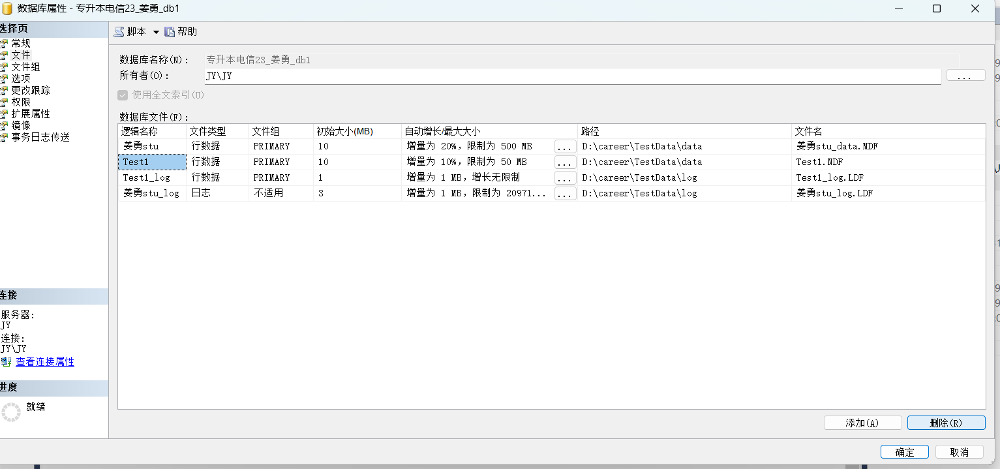 数据库属性 - 专升本电信23_姜勇_db1
选择页
常规
文件
文件组
选项
更改跟踪
权限
扩展属性
镜像
事务日志传送
脚本 帮助
数据库名称(N): 专升本电信23_姜勇_db1
所有者(O): JY\JY ...
使用全文索引(U)
数据库文件(F):
逻辑名称 文件类型 文件组 初始大小(MB) 自动增长/最大大小 路径 文件名
姜勇stu 行数据 PRIMARY 10 增量为 20%，限制为 500 MB ... D:\career\TestData\data 姜勇stu_data.MDF
Test1 行数据 PRIMARY 10 增量为 10%，限制为 50 MB ... D:\career\TestData\data Test1.NDF
Test1_log 行数据 PRIMARY 1 增量为 1 MB，增长无限制 ... D:\career\TestData\log Test1_log.LDF
姜勇stu_log 日志 不适用 3 增量为 1 MB，限制为 20971... ... D:\career\TestData\log 姜勇stu_log.LDF
连接
服务器:
JY
连接:
JY\JY
查看连接属性
进度
就绪
添加(A) 删除(R)
确定 取消